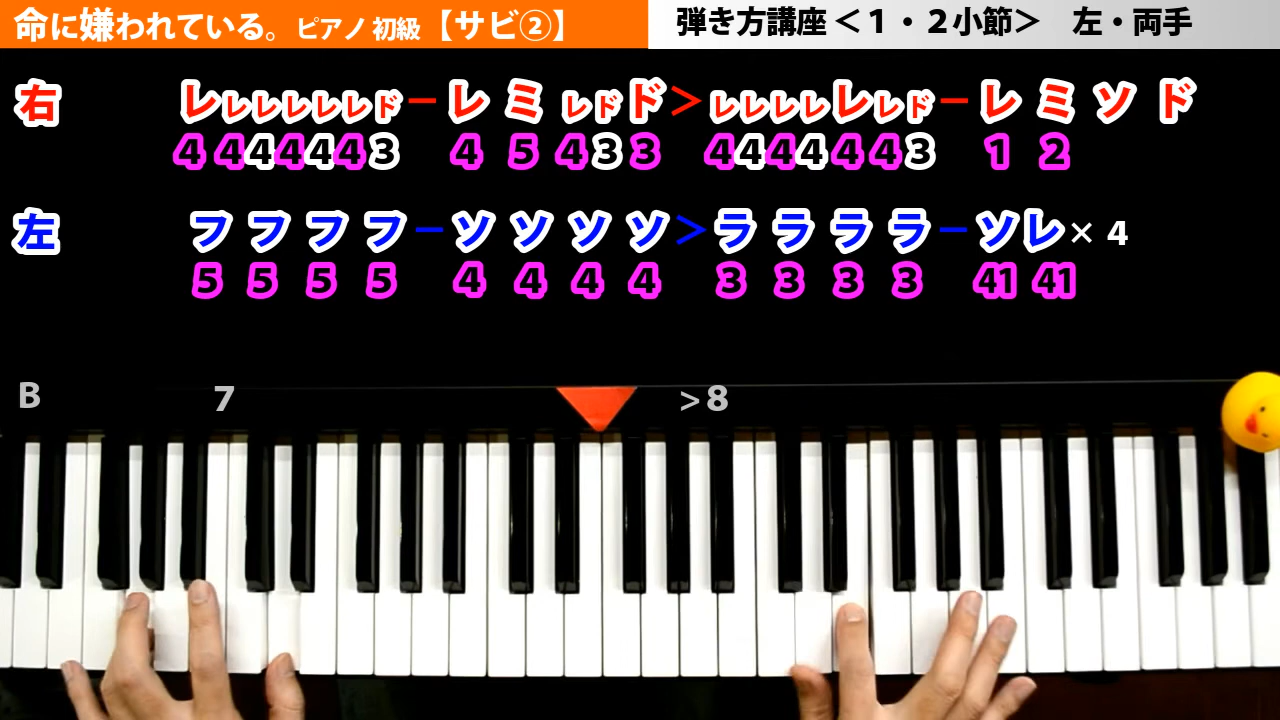 命に嫌われている。ピアノ 初級【サビ②】 弾き方講座 ＜１・２小節＞ 左・両手
右 レレレレレレドーレ ミ レドド＞レレレレレレドーレ ミ ソ ド
4 4 4 4 4 4 3 4 5 4 3 3 4 4 4 4 4 4 3 1 2
左 フ フ フ フーソ ソ ソ ソ＞ラ ラ ラ ラーソレ× 4
5 5 5 5 4 4 4 4 3 3 3 3 41 41
B 7 >8